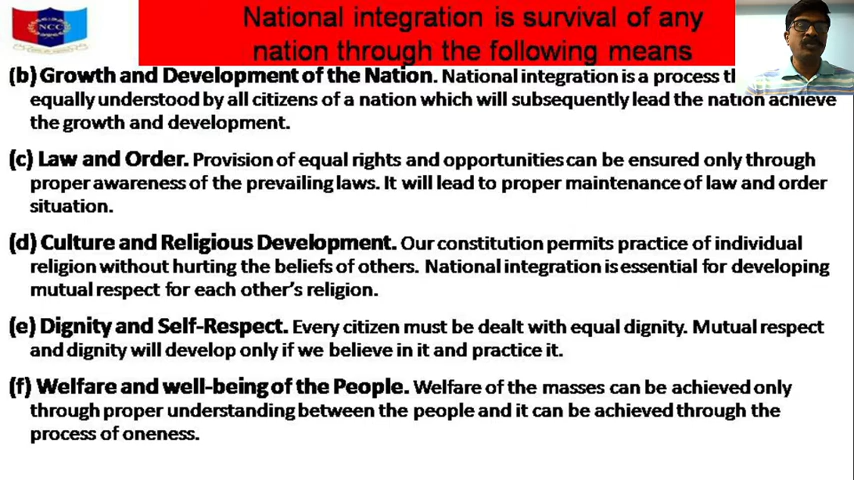 NCC
National integration is survival of any
nation through the following means
(b) Growth and Development of the Nation. National integration is a process
equally understood by all citizens of a nation which will subsequently lead the nation achieve
the growth and development.
(c) Law and Order. Provision of equal rights and opportunities can be ensured only through
proper awareness of the prevailing laws. It will lead to proper maintenance of law and order
situation.
(d) Culture and Religious Development. Our constitution permits practice of individual
religion without hurting the beliefs of others. National integration is essential for developing
mutual respect for each other's religion.
(e) Dignity and Self-Respect. Every citizen must be dealt with equal dignity. Mutual respect
and dignity will develop only if we believe in it and practice it.
(f) Welfare and well-being of the People. Welfare of the masses can be achieved only
through proper understanding between the people and it can be achieved through the
process of oneness.